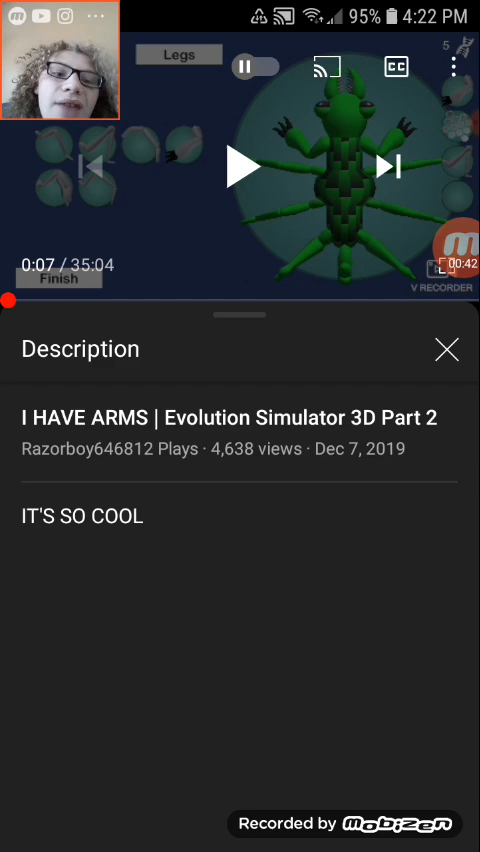 95% 4:22 PM
Legs
5
CC
0:07 / 35:04
Finish
00:42
V RECORDER
Description
I HAVE ARMS | Evolution Simulator 3D Part 2
Razorboy646812 Plays · 4,638 views · Dec 7, 2019
IT'S SO COOL
Recorded by mobizen